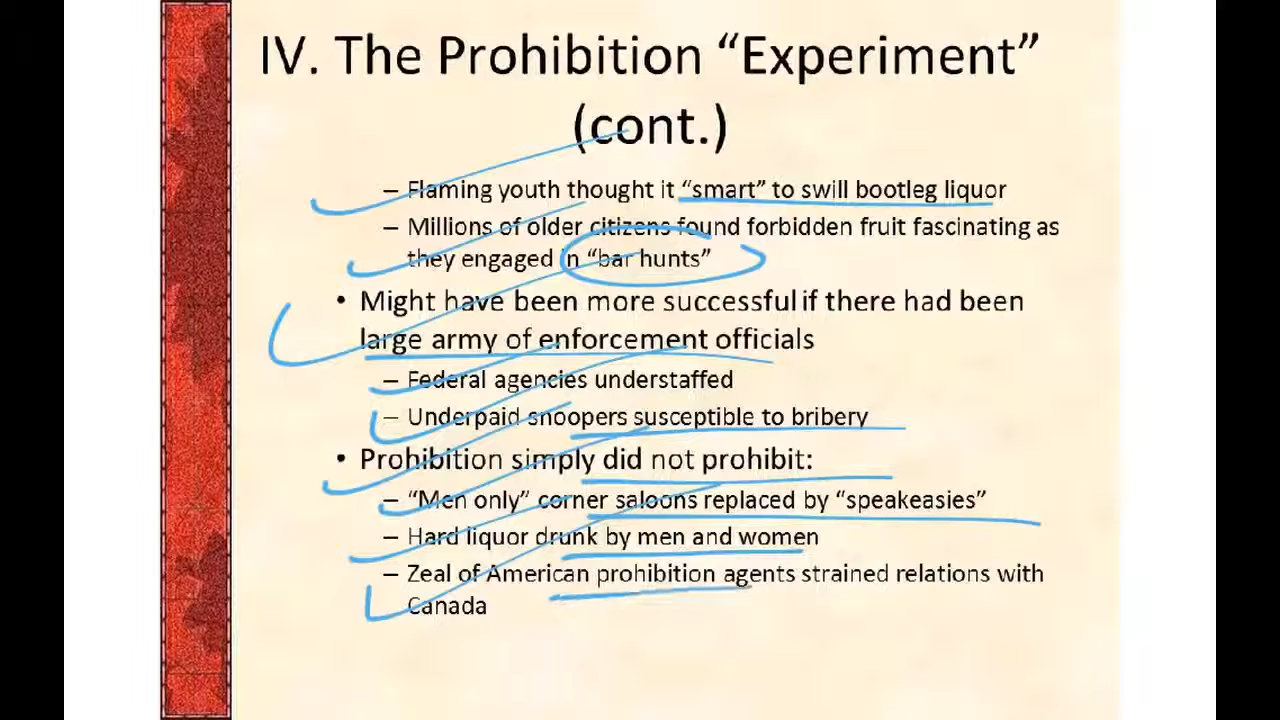 IV. The Prohibition “Experiment”
(cont.)
– Flaming youth thought it “smart” to swill bootleg liquor
– Millions of older citizens found forbidden fruit fascinating as
they engaged in “bar hunts”
• Might have been more successful if there had been
large army of enforcement officials
– Federal agencies understaffed
– Underpaid snoopers susceptible to bribery
• Prohibition simply did not prohibit:
– “Men only” corner saloons replaced by “speakeasies”
– Hard liquor drunk by men and women
– Zeal of American prohibition agents strained relations with
Canada